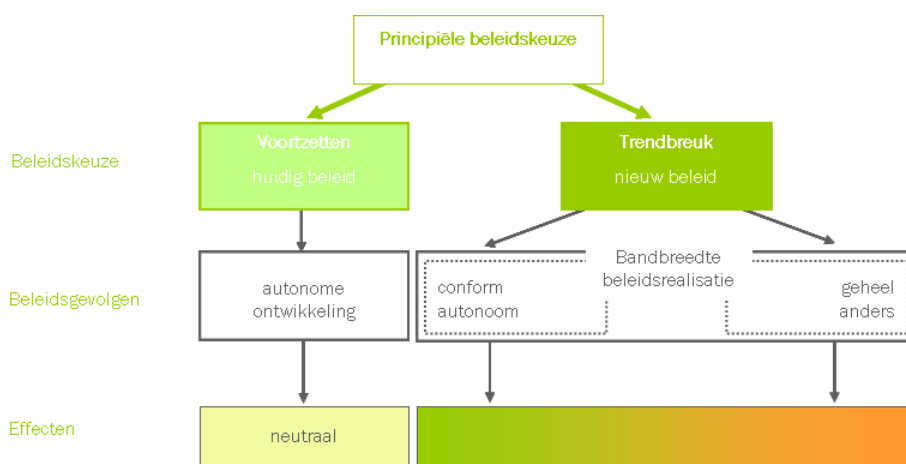 Principiële beleidskeuze
Beleidskeuze
Voortzetten
huidig beleid
Trendbreuk
nieuw beleid
Beleidsgevolgen
autonome
ontwikkeling
conform
autonoom
Bandbreedte
beleidsrealisatie
geheel
anders
Effecten
neutraal